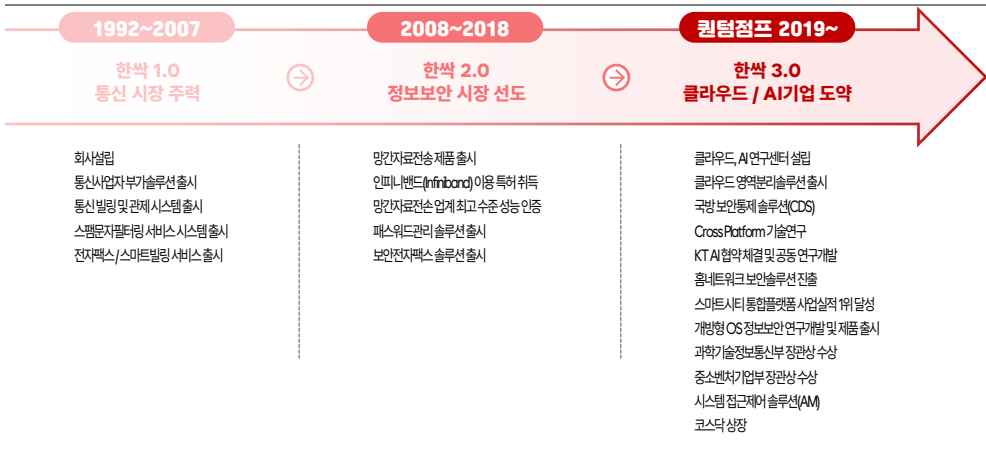 1992~2007
한싹 1.0
통신 시장 주력
2008~2018
한싹 2.0
정보보안 시장 선도
퀀텀점프 2019~
한싹 3.0
클라우드 / AI기업 도약
회사설립
통신사업자 부가솔루션 출시
통신 빌링 및 관제 시스템 출시
스팸문자필터링 서비스 시스템 출시
전자팩스 / 스마트빌링 서비스 출시
망간자료전송 제품 출시
인피니밴드(Infiniband) 이용 특허 취득
망간자료전손 업계 최고 수준 성능 인증
패스워드관리 솔루션 출시
보안전자팩스 솔루션 출시
클라우드, AI 연구센터 설립
클라우드 영역분리솔루션 출시
국방 보안통제 솔루션(CDS)
Cross Platform 기술연구
KT AI 협약 체결 및 공동 연구개발
홈네트워크 보안솔루션 진출
스마트시티 통합플랫폼 사업실적 1위 달성
개방형 OS 정보보안 연구개발 및 제품 출시
과학기술정보통신부 장관상 수상
중소벤처기업부 장관상 수상
시스템 접근제어 솔루션(AM)
코스닥 상장